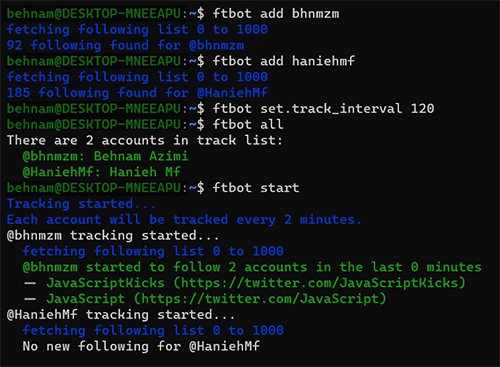 behnam@DESKTOP-MNEEAPU:~$ ftbot add bhnmzm
fetching following list 0 to 1000
92 following found for @bhnmzm
behnam@DESKTOP-MNEEAPU:~$ ftbot add haniehmf
fetching following list 0 to 1000
185 following found for @HaniehMf
behnam@DESKTOP-MNEEAPU:~$ ftbot set.track_interval 120
behnam@DESKTOP-MNEEAPU:~$ ftbot all
There are 2 accounts in track list:
  @bhnmzm: Behnam Azimi
  @HaniehMf: Hanieh Mf
behnam@DESKTOP-MNEEAPU:~$ ftbot start
Tracking started...
Each account will be tracked every 2 minutes.
@bhnmzm tracking started...
  fetching following list 0 to 1000
  @bhnmzm started to follow 2 accounts in the last 0 minutes
  — JavaScriptKicks (https://twitter.com/JavaScriptKicks)
  — JavaScript (https://twitter.com/JavaScript)
@HaniehMf tracking started...
  fetching following list 0 to 1000
  No new following for @HaniehMf